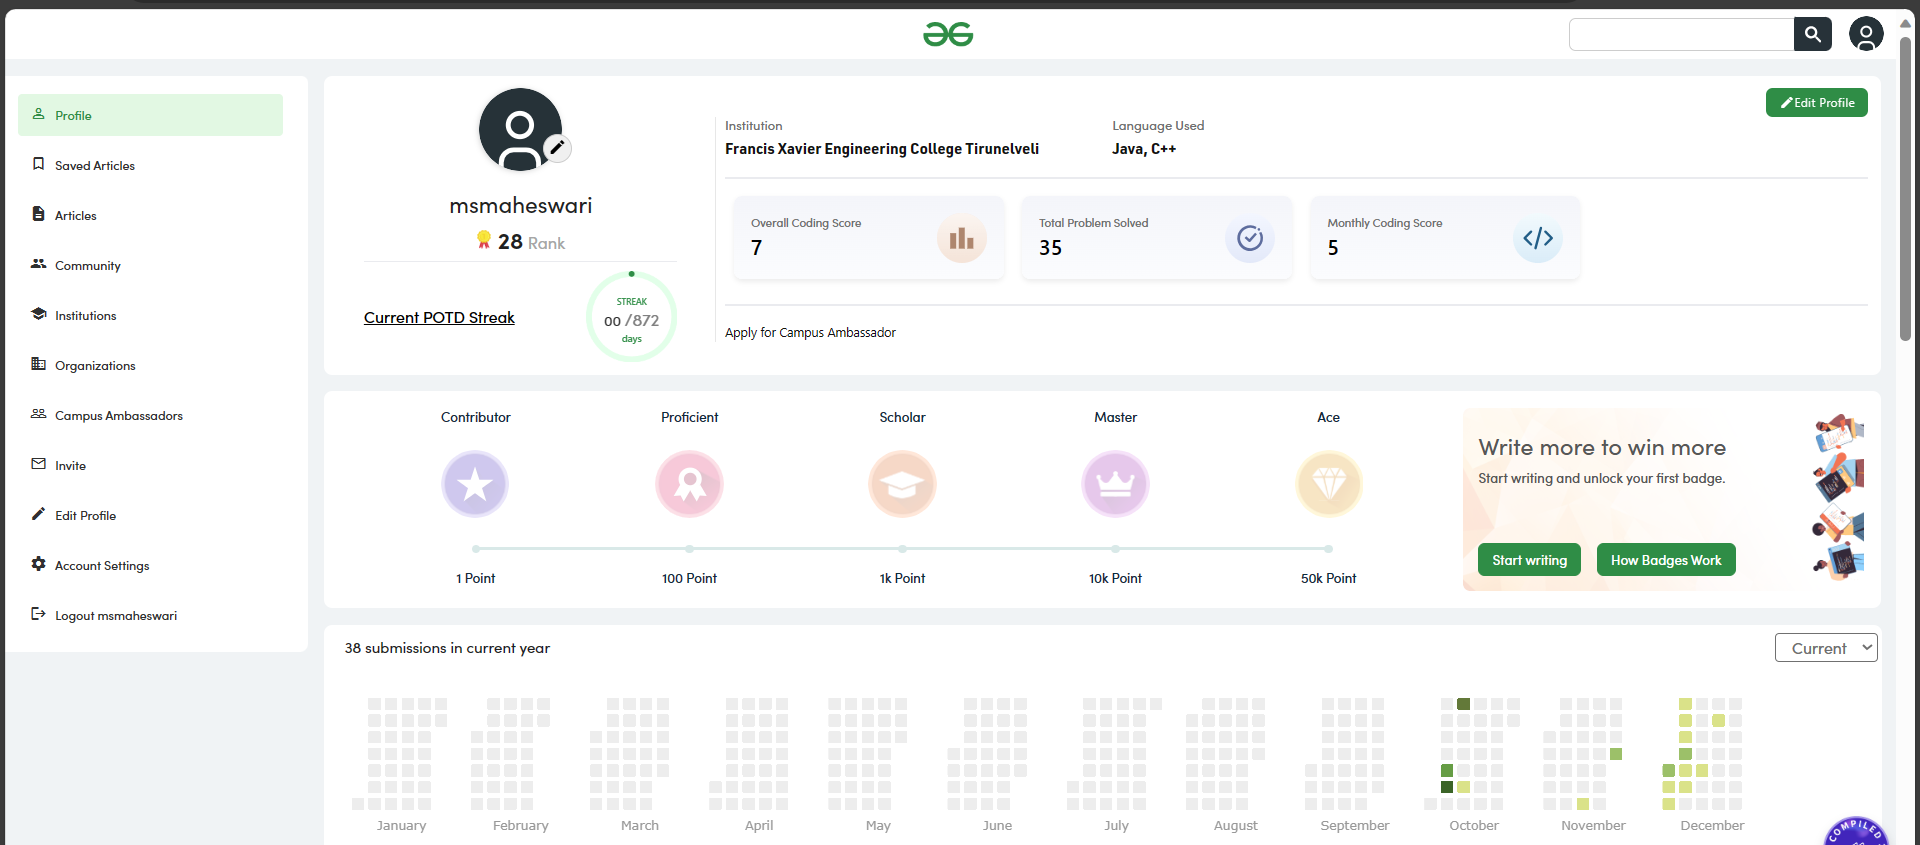 Profile
Saved Articles
Articles
Community
Institutions
Organizations
Campus Ambassadors
Invite
Edit Profile
Account Settings
Logout msmaheswari
msmaheswari
28 Rank
Current POTD Streak
STREAK
00 /872
days
Edit Profile
Institution
Francis Xavier Engineering College Tirunelveli
Language Used
Java, C++
Overall Coding Score
7
Total Problem Solved
35
Monthly Coding Score
5
Apply for Campus Ambassador
Contributor
Proficient
Scholar
Master
Ace
1 Point
100 Point
1k Point
10k Point
50k Point
Write more to win more
Start writing and unlock your first badge.
Start writing
How Badges Work
38 submissions in current year
Current
January
February
March
April
May
June
July
August
September
October
November
December
COMPILED